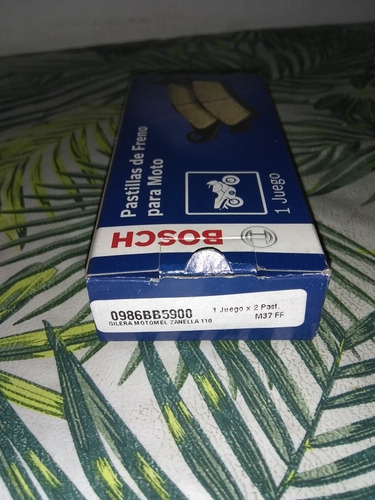 Pastillas de Freno
para Moto
1 Juego
BOSCH
0986BB5900
1 Juego x 2 Past.
GILERA MOTOMEL ZANELLA 110
M37 FF